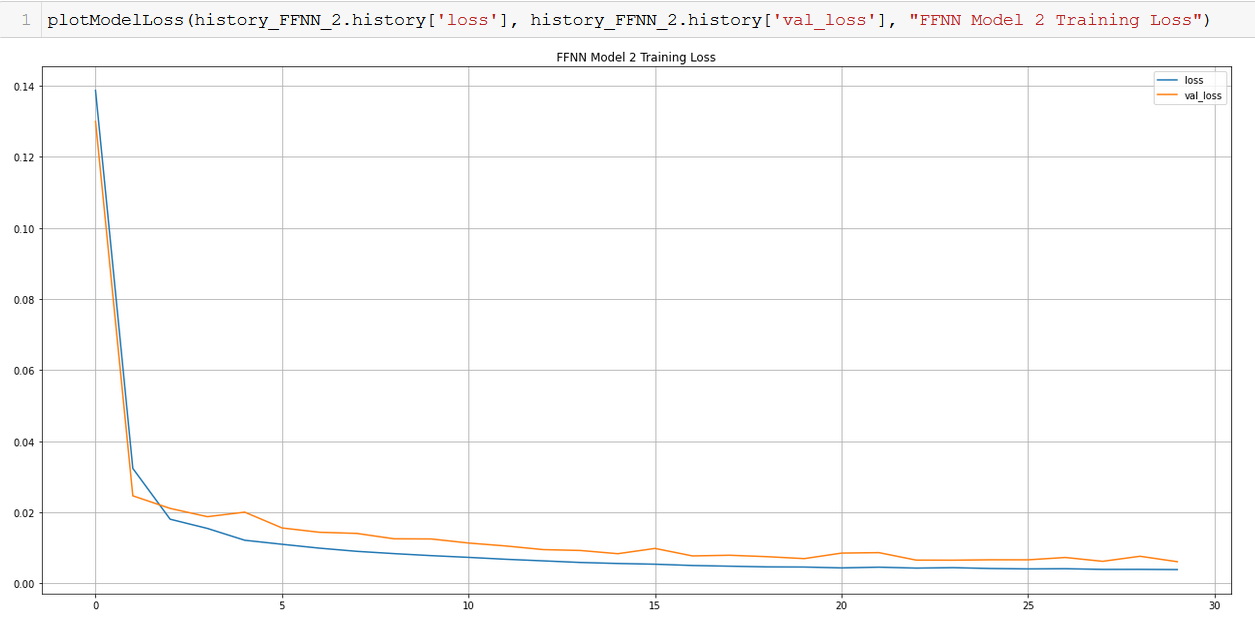 1 plotModelLoss(history_FFNN_2.history['loss'], history_FFNN_2.history['val_loss'], "FFNN Model 2 Training Loss")
FFNN Model 2 Training Loss
loss
val_loss
0.14
0.12
0.10
0.08
0.06
0.04
0.02
0.00
0 5 10 15 20 25 30